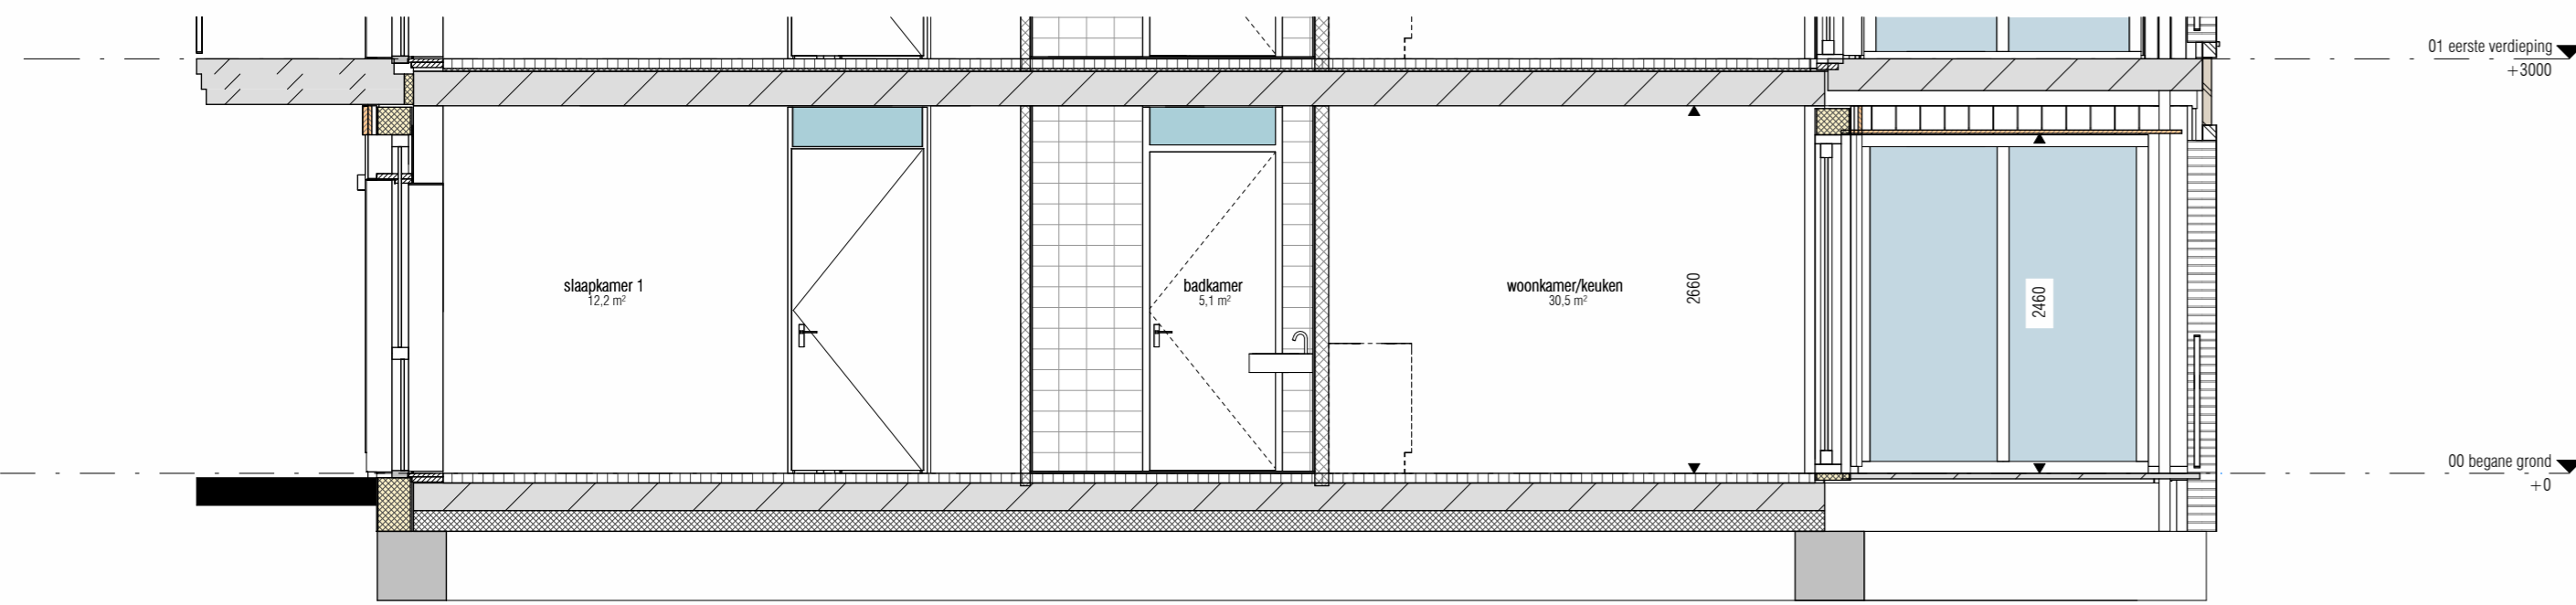 01 eerste verdieping
+3000
slaapkamer 1
12,2 m²
badkamer
5,1 m²
woonkamer/keuken
30,5 m²
2660
2460
00 begane grond
+0